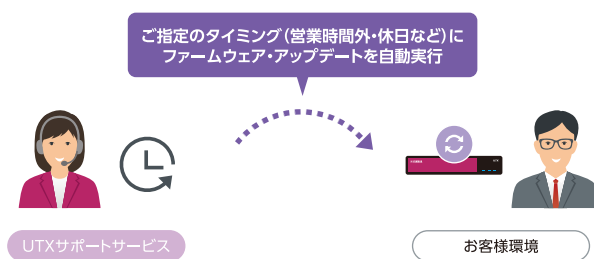 ご指定のタイミング（営業時間外・休日など）に
ファームウェア・アップデートを自動実行
UTXサポートサービス
お客様環境